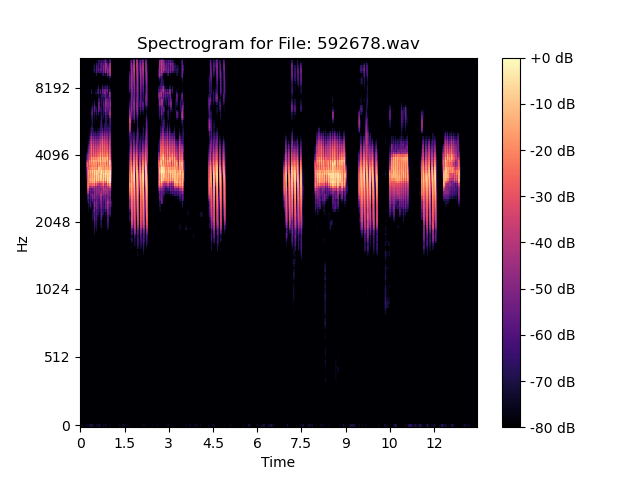 Spectrogram for File: 592678.wav
8192
4096
2048
1024
512
0
Hz
0 1.5 3 4.5 6 7.5 9 10 12
Time
+0 dB
-10 dB
-20 dB
-30 dB
-40 dB
-50 dB
-60 dB
-70 dB
-80 dB